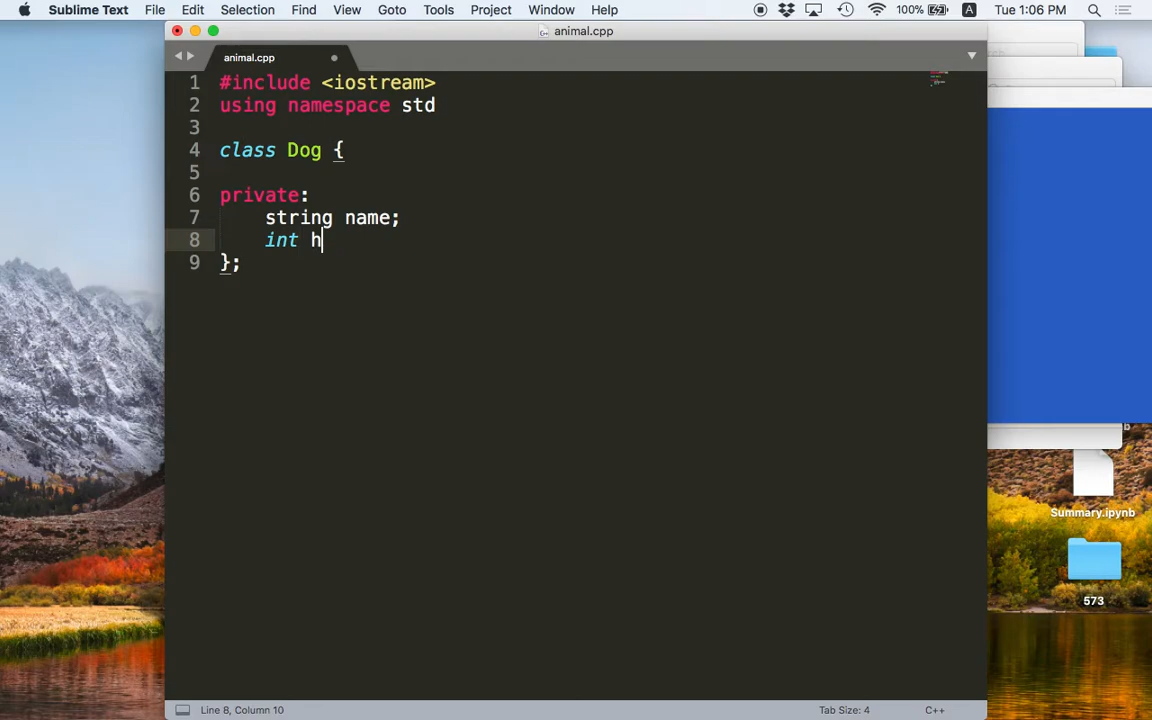 Sublime Text File Edit Selection Find View Goto Tools Project Window Help 100% A Tue 1:06 PM
animal.cpp
animal.cpp
1 #include <iostream>
2 using namespace std
3
4 class Dog {
5
6 private:
7 string name;
8 int h
9 };
b
Summary.ipynb
573
Line 8, Column 10 Tab Size: 4 C++